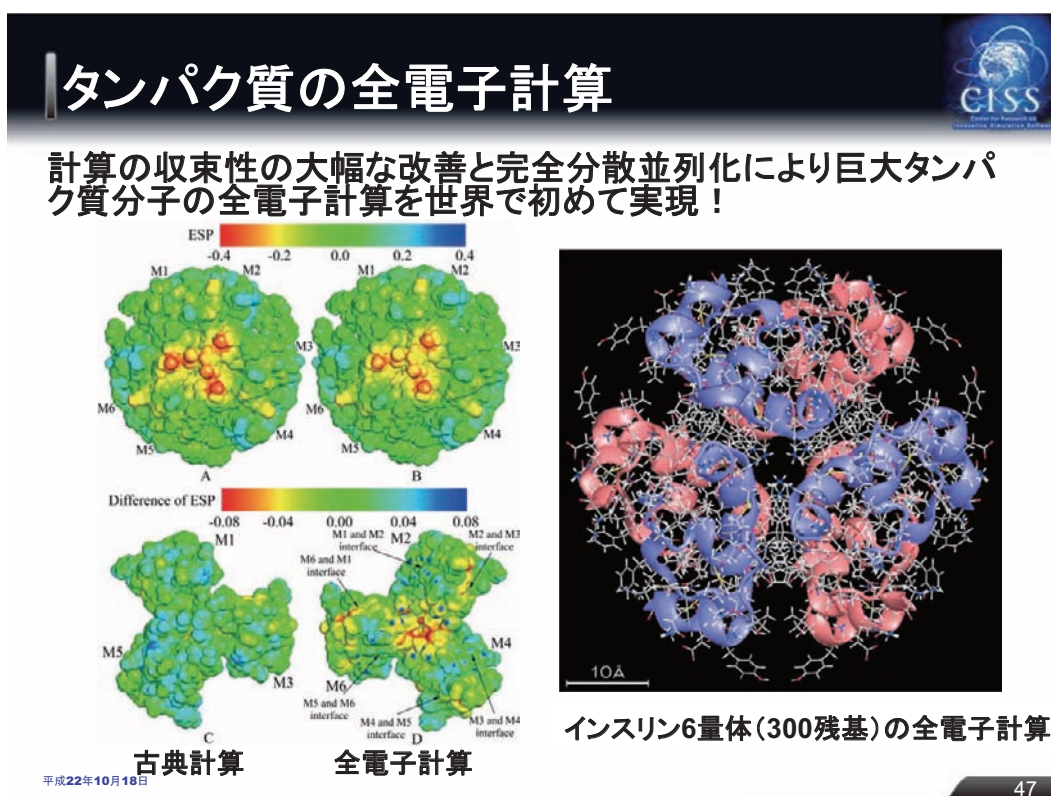 タンパク質の全電子計算
CISS
Center for Research on
Innovative Simulation Software
計算の収束性の大幅な改善と完全分散並列化により巨大タンパ
ク質分子の全電子計算を世界で初めて実現！
ESP
-0.4 -0.2 0.0 0.2 0.4
M1 M2 M1 M2
M3 M3
M6 M6
M5 M4 M5 M4
A B
Difference of ESP
-0.08 -0.04 0.00 0.04 0.08
M1 M2
M1 and M2
interface
M2 and M3
interface
M6 and M1
interface
M5 M3 M6 M4
M5 and M6
interface
M4 and M5
interface
M3 and M4
interface
C D
古典計算 全電子計算
10Å
インスリン6量体（300残基）の全電子計算
平成22年10月18日
47